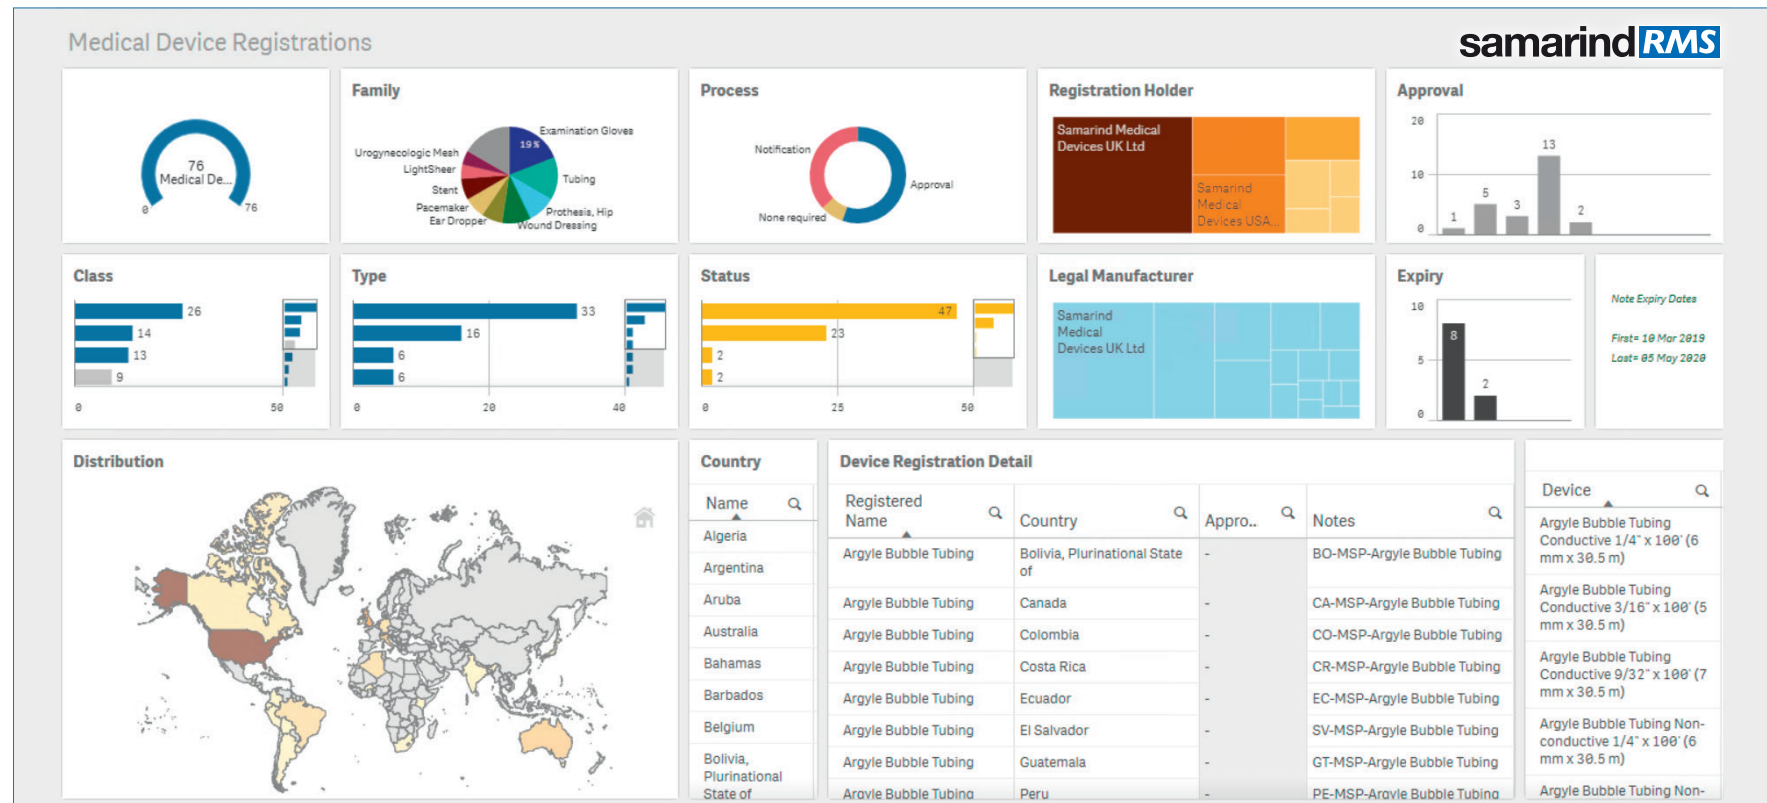 Medical Device Registrations
samarind RMS
76
Medical De...
0
76
Family
Examination Gloves
19%
Urogynecologic Mesh
LightSheer
Tubing
Stent
Pacemaker
Prothesia, Hip
Ear Dropper
Wound Dressing
Process
Notification
Approval
None required
Registration Holder
Samarind Medical
Devices UK Ltd
Samarind
Medical
Devices USA...
Approval
20
13
10
5
3
1
2
0
Class
26
14
13
9
0
50
Type
33
16
6
6
0
20
40
Status
47
23
2
2
0
25
50
Legal Manufacturer
Samarind
Medical
Devices UK Ltd
Expiry
10
8
5
2
0
Note Expiry Dates
First= 10 Mar 2019
Last= 05 May 2020
Distribution
Country
Name
Algeria
Argentina
Aruba
Australia
Bahamas
Barbados
Belgium
Bolivia,
Plurinational
State of
Device Registration Detail
Registered
Name
Country
Appro...
Notes
Argyle Bubble Tubing
Bolivia, Plurinational State
of
-
BO-MSP-Argyle Bubble Tubing
Argyle Bubble Tubing
Canada
-
CA-MSP-Argyle Bubble Tubing
Argyle Bubble Tubing
Colombia
-
CO-MSP-Argyle Bubble Tubing
Argyle Bubble Tubing
Costa Rica
-
CR-MSP-Argyle Bubble Tubing
Argyle Bubble Tubing
Ecuador
-
EC-MSP-Argyle Bubble Tubing
Argyle Bubble Tubing
El Salvador
-
SV-MSP-Argyle Bubble Tubing
Argyle Bubble Tubing
Guatemala
-
GT-MSP-Argyle Bubble Tubing
Argyle Bubble Tubing
Peru
-
PE-MSP-Argyle Bubble Tubing
Device
Argyle Bubble Tubing
Conductive 1/4" x 100' (6
mm x 30.5 m)
Argyle Bubble Tubing
Conductive 3/16" x 100' (5
mm x 30.5 m)
Argyle Bubble Tubing
Conductive 9/32" x 100' (7
mm x 30.5 m)
Argyle Bubble Tubing Non-
conductive 1/4" x 100' (6
mm x 30.5 m)
Argyle Bubble Tubing Non-